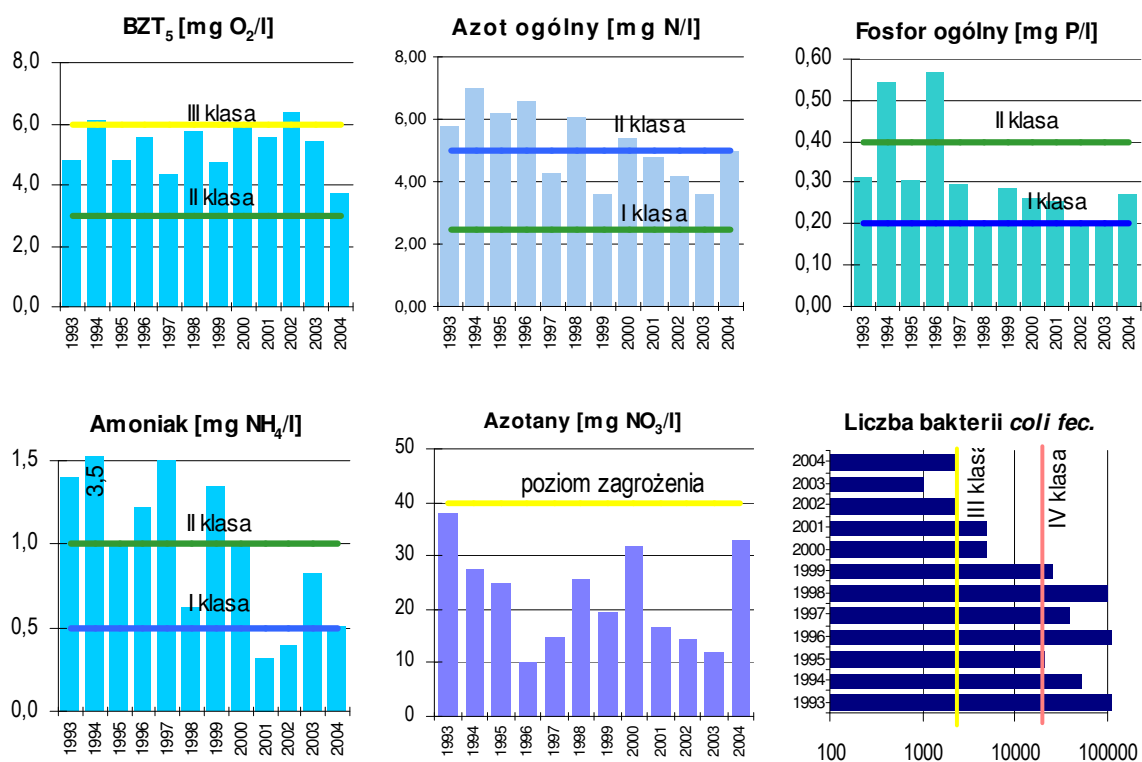 BZT5 [mg O2/l]
8,0
6,0
4,0
2,0
0,0
III klasa
II klasa
1993 1994 1995 1996 1997 1998 1999 2000 2001 2002 2003 2004
Azot ogólny [mg N/l]
8,00
6,00
4,00
2,00
0,00
II klasa
I klasa
1993 1994 1995 1996 1997 1998 1999 2000 2001 2002 2003 2004
Fosfor ogólny [mg P/l]
0,60
0,50
0,40
0,30
0,20
0,10
0,00
II klasa
I klasa
1993 1994 1995 1996 1997 1998 1999 2000 2001 2002 2003 2004
Amoniak [mg NH4/l]
1,5
1,0
0,5
0,0
3,5
II klasa
I klasa
1993 1994 1995 1996 1997 1998 1999 2000 2001 2002 2003 2004
Azotany [mg NO3/l]
50
40
30
20
10
0
poziom zagrożenia
1993 1994 1995 1996 1997 1998 1999 2000 2001 2002 2003 2004
Liczba bakterii coli fec.
2004
2003
2002
2001
2000
1999
1998
1997
1996
1995
1994
1993
III klasa
IV klasa
100 1000 10000 100000